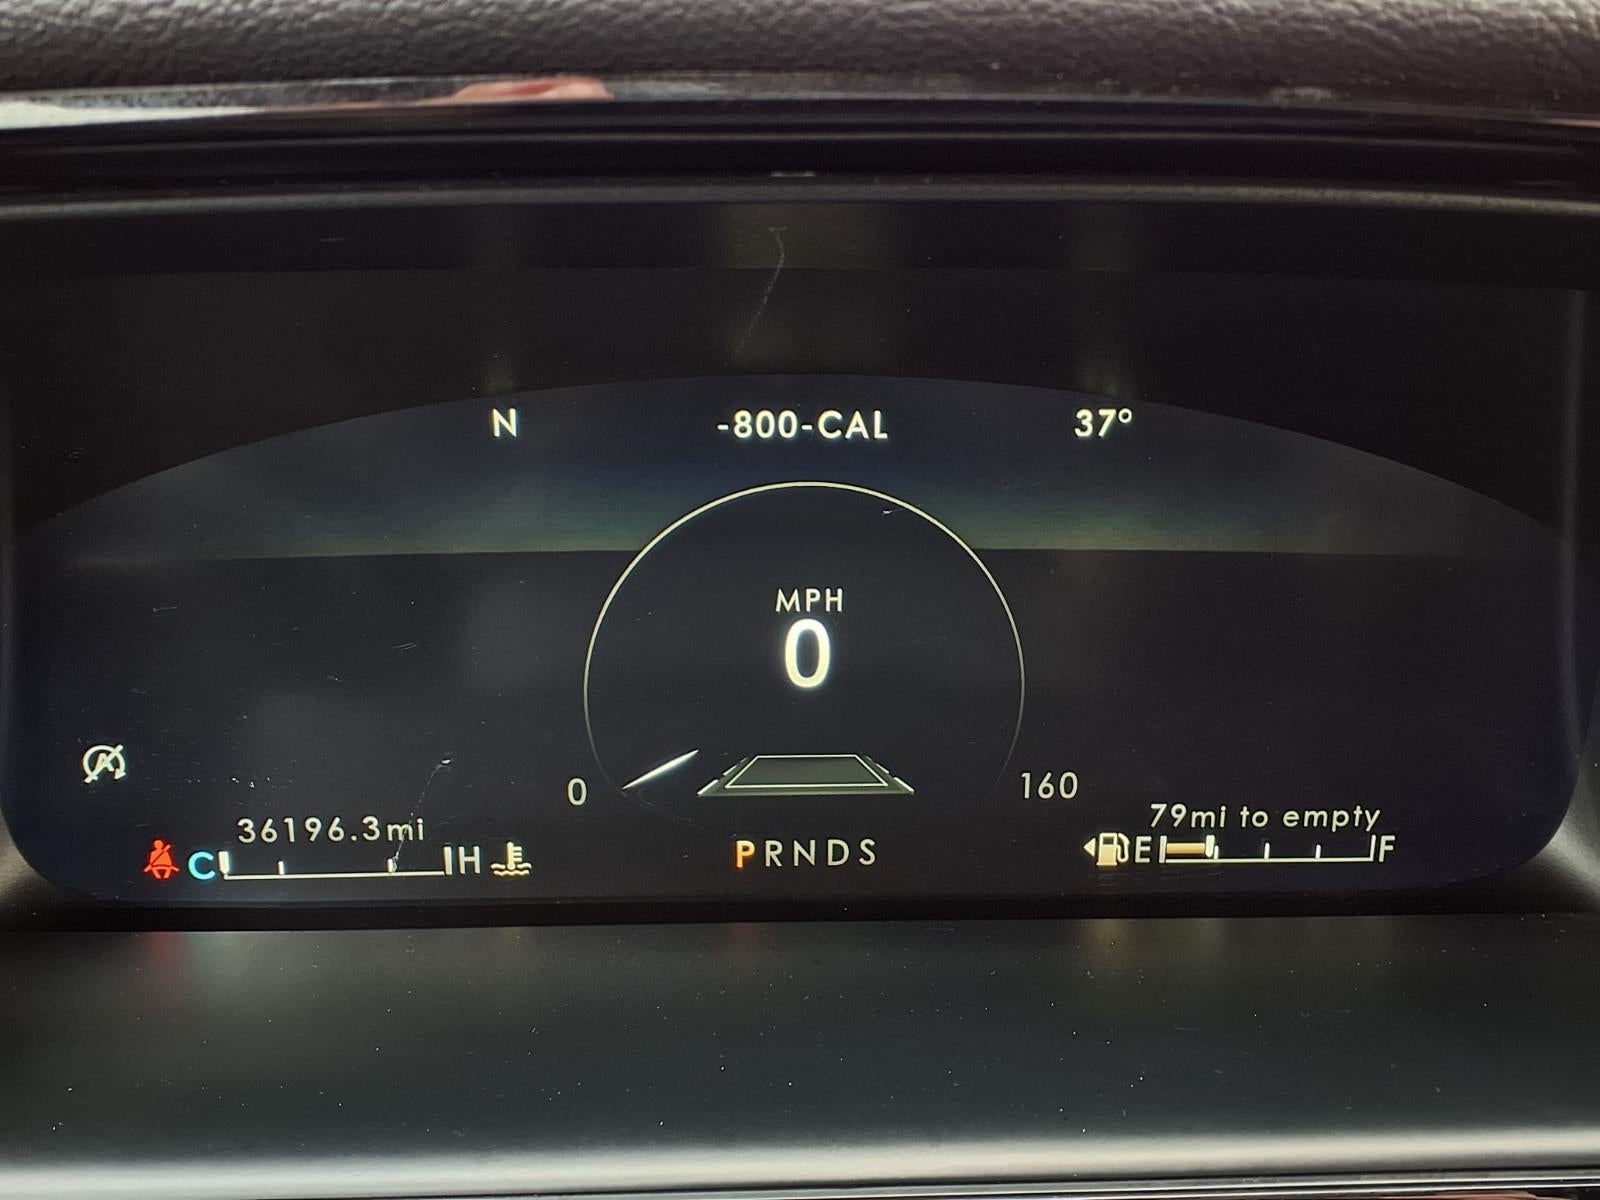 N -800-CAL 37°
MPH
0
0 160
36196.3mi 79mi to empty
C H PRNDS E F